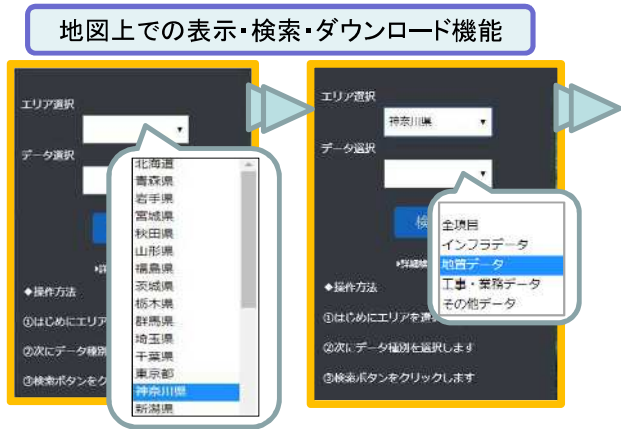 地図上での表示・検索・ダウンロード機能
エリア選択
データ選択
北海道
青森県
岩手県
宮城県
秋田県
山形県
福島県
茨城県
栃木県
群馬県
埼玉県
千葉県
東京都
神奈川県
新潟県
◆操作方法
①はじめにエリア
②次にデータ種別
③検索ボタンをク
エリア選択
神奈川県
データ選択
検
全項目
インフラデータ
地質データ
工事・業務データ
その他データ
▸詳細検
◆操作方法
①はじめにエリアを選
②次にデータ種別を選択します
③検索ボタンをクリックします